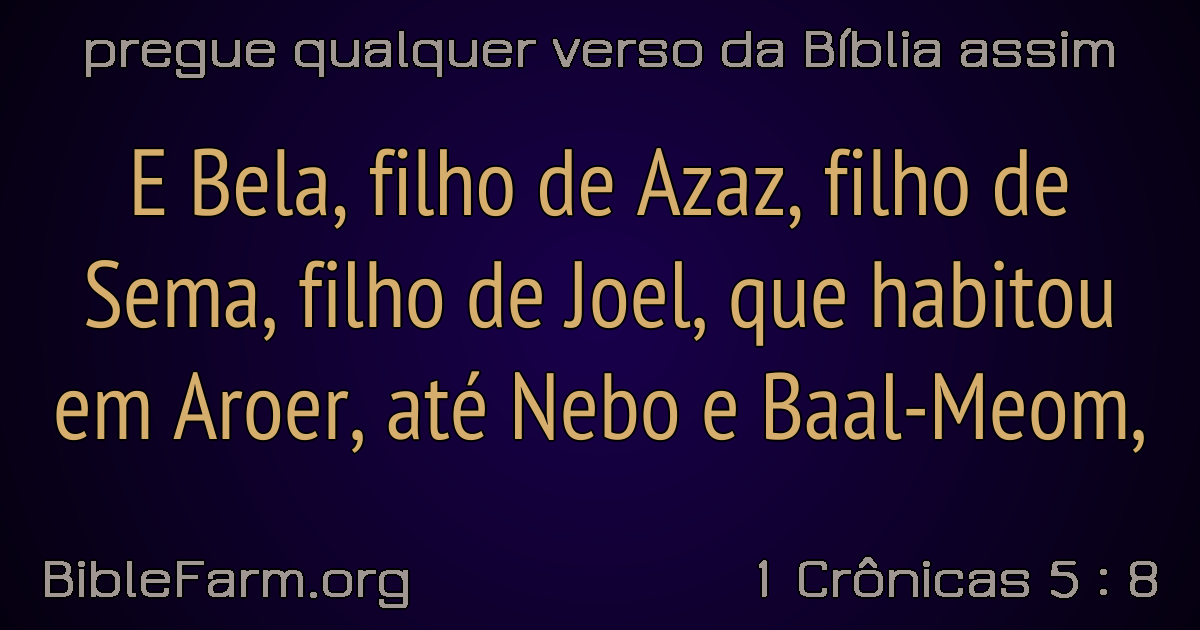 pregue qualquer verso da Bíblia assim
E Bela, filho de Azaz, filho de
Sema, filho de Joel, que habitou
em Aroer, até Nebo e Baal-Meom,
BibleFarm.org
1 Crônicas 5 : 8